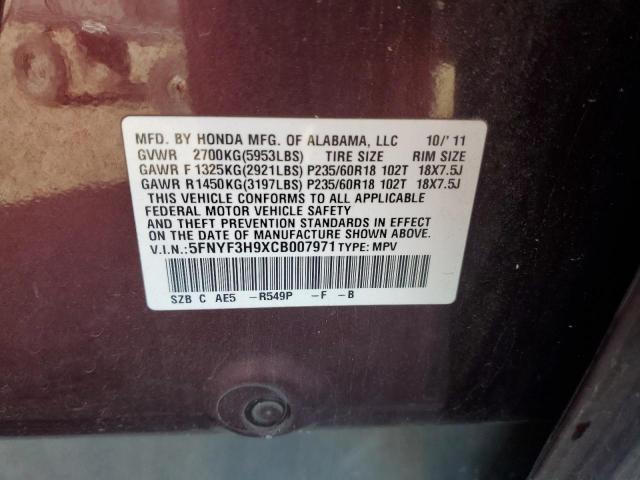 MFD. BY HONDA MFG. OF ALABAMA, LLC 10/'11
GVWR 2700KG(5953LBS) TIRE SIZE RIM SIZE
GAWR F 1325KG(2921LBS) P235/60R18 102T 18X7.5J
GAWR R 1450KG(3197LBS) P235/60R18 102T 18X7.5J
THIS VEHICLE CONFORMS TO ALL APPLICABLE
FEDERAL MOTOR VEHICLE SAFETY
AND THEFT PREVENTION STANDARDS IN EFFECT
ON THE DATE OF MANUFACTURE SHOWN ABOVE.
V.I.N.:5FNYF3H9XCB007971 TYPE: MPV
SZB C AE5 -R549P -F -B